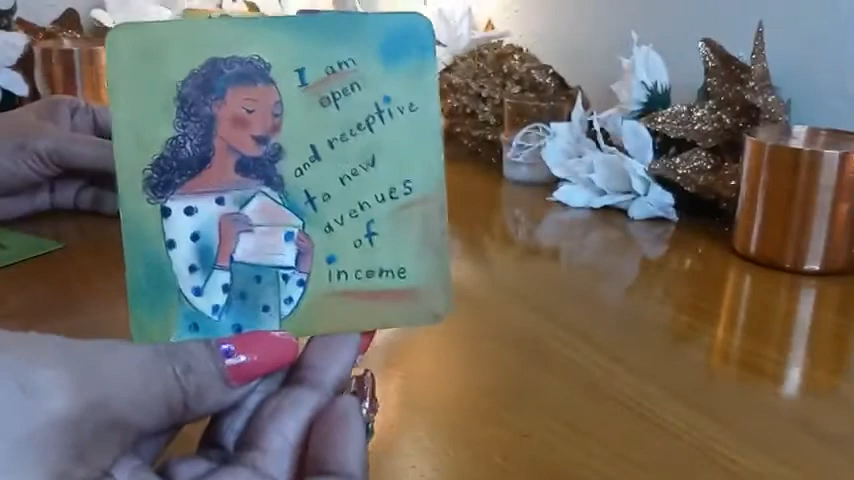 I am
open
and receptive
to new
avenues
of
income